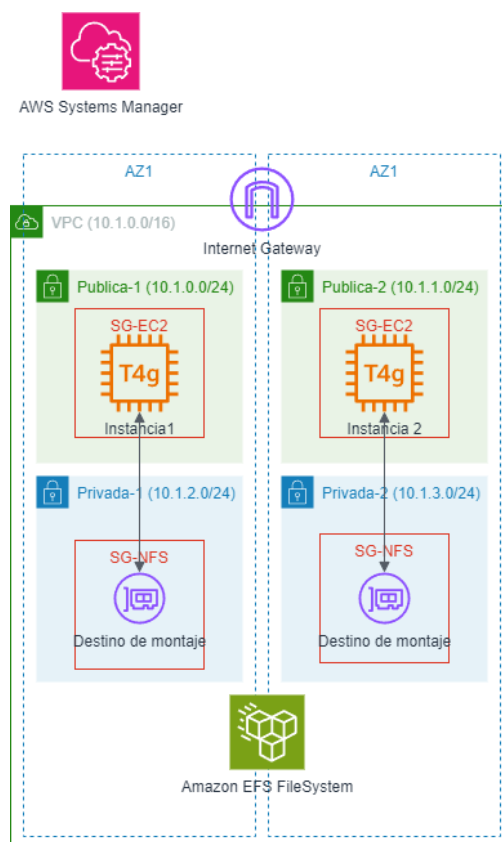 AWS Systems Manager
AZ1
AZ1
VPC (10.1.0.0/16)
Internet Gateway
Publica-1 (10.1.0.0/24)
Publica-2 (10.1.1.0/24)
SG-EC2
SG-EC2
T4g
T4g
Instancia1
Instancia 2
Privada-1 (10.1.2.0/24)
Privada-2 (10.1.3.0/24)
SG-NFS
SG-NFS
Destino de montaje
Destino de montaje
Amazon EFS FileSystem